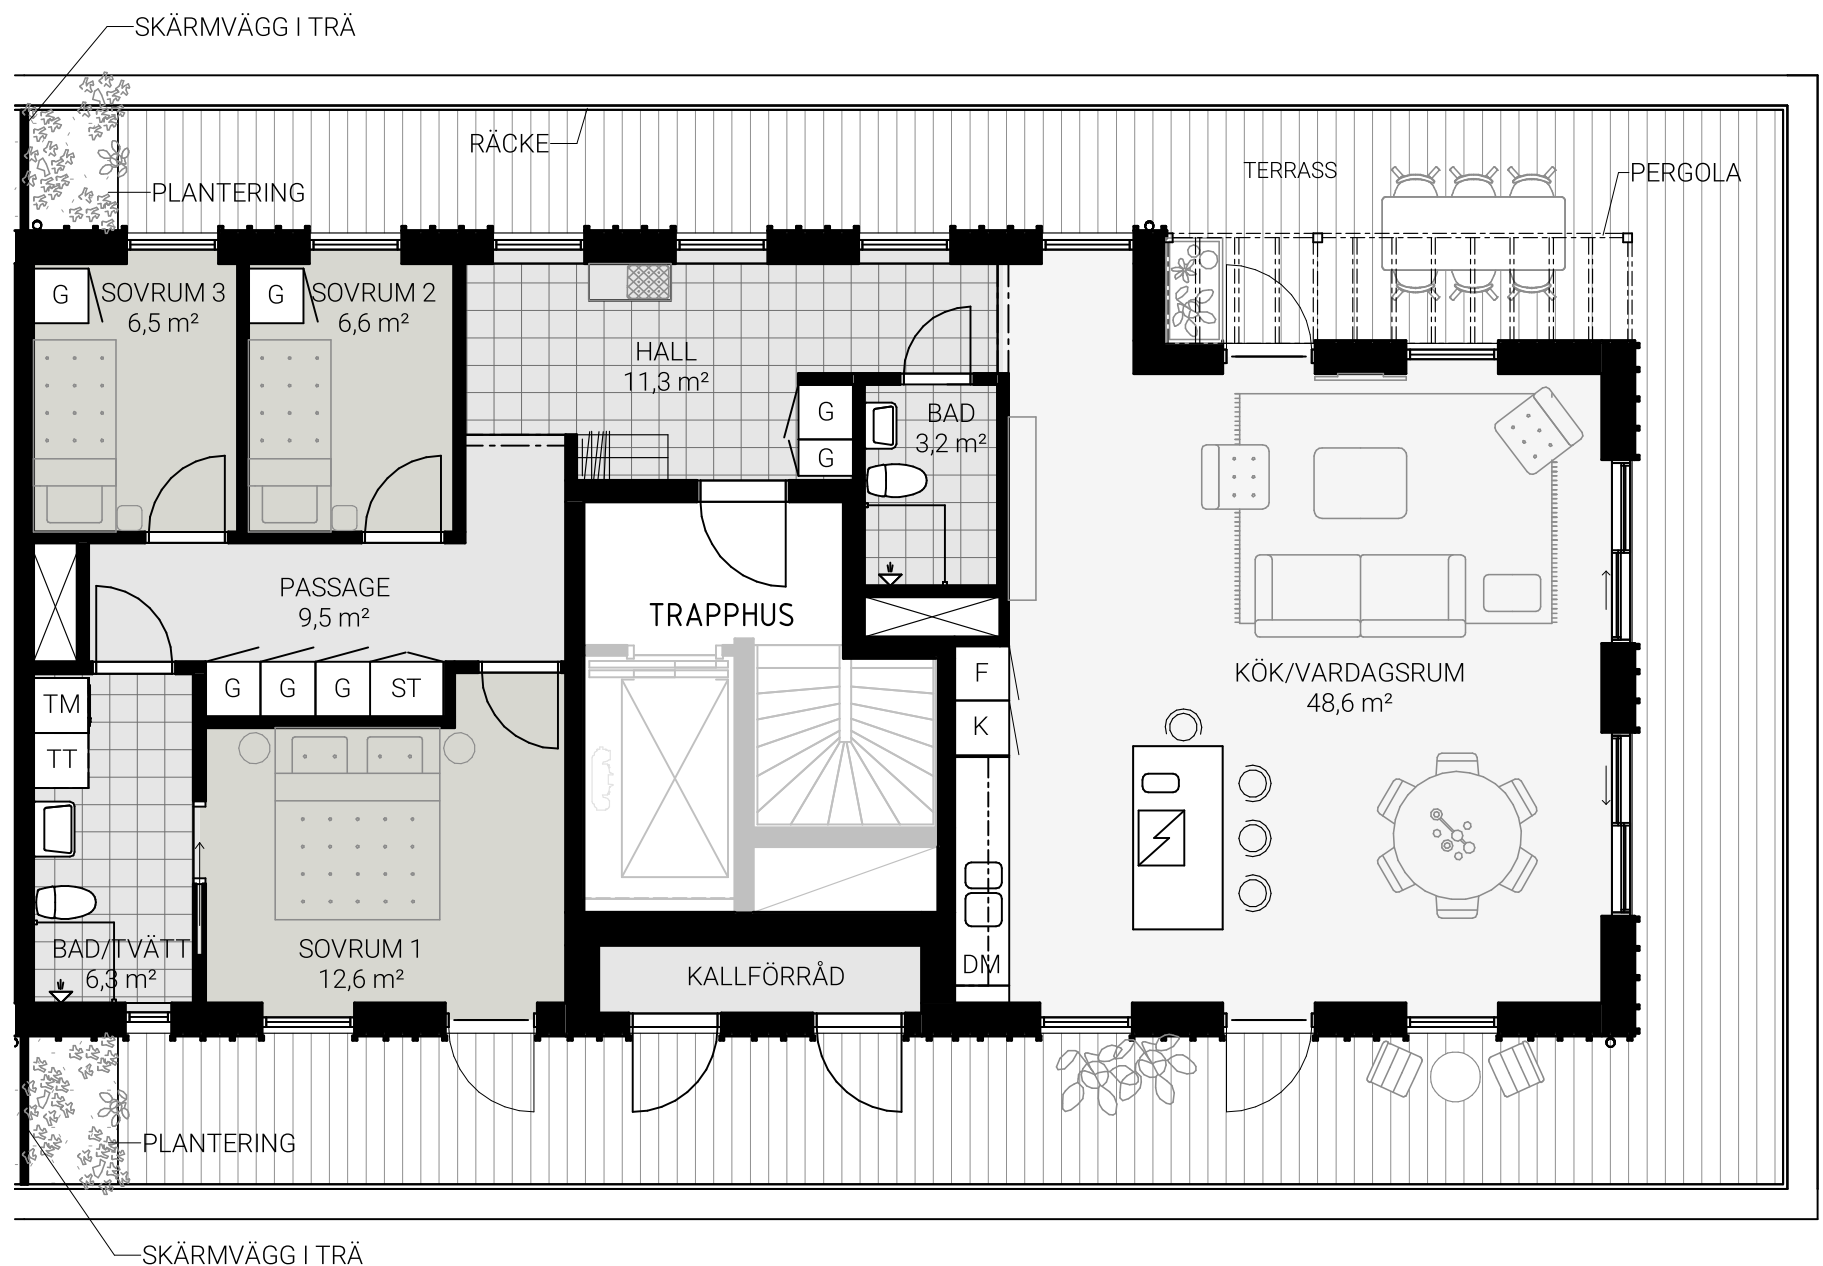 SKÄRMVÄGG I TRÄ
RÄCKE
TERRASS
PERGOLA
PLANTERING
G
SOVRUM 3
6,5 m²
G
SOVRUM 2
6,6 m²
HALL
11,3 m²
G
G
BAD
3,2 m²
PASSAGE
9,5 m²
TRAPPHUS
KÖK/VARDAGSRUM
48,6 m²
F
K
G
G
G
ST
TM
TT
BAD/TVÄTT
6,3 m²
SOVRUM 1
12,6 m²
KALLFÖRRÅD
DM
PLANTERING
SKÄRMVÄGG I TRÄ